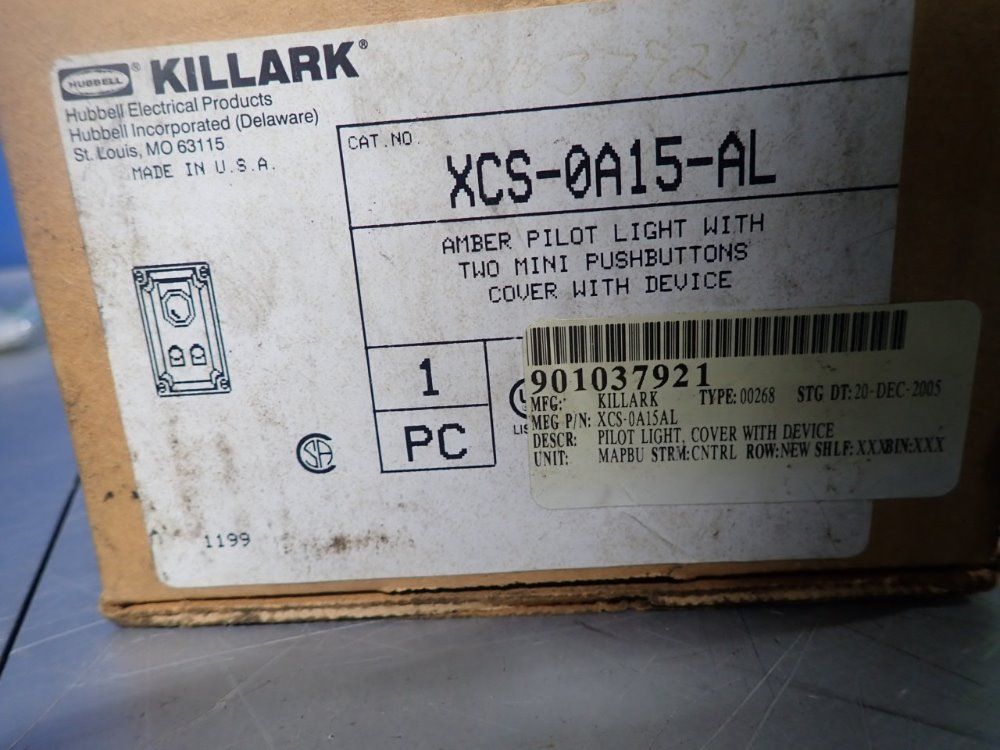 HUBBELL® KILLARK®
Hubbell Electrical Products
Hubbell Incorporated (Delaware)
St. Louis, MO 63115
MADE IN U.S.A.
CAT.NO.
XCS-0A15-AL
AMBER PILOT LIGHT WITH
TWO MINI PUSHBUTTONS
COVER WITH DEVICE
1
PC
SA
LIS
1199
901037921
MFG: KILLARK TYPE:00268 STG DT:20-DEC-2005
MFG P/N: XCS-0A15AL
DESCR: PILOT LIGHT, COVER WITH DEVICE
UNIT: MAPBU STRM:CNTRL ROW:NEW SHLF:XXXBIN:XXX